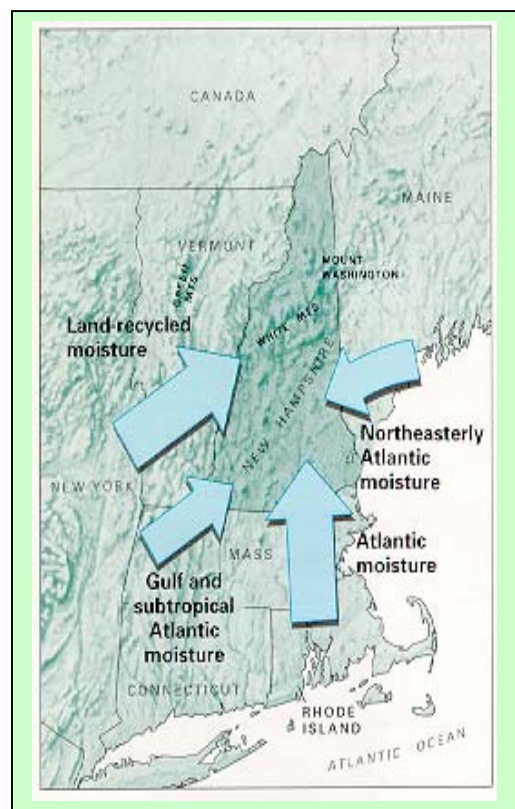 CANADA
MAINE
VERMONT
MOUNT
WASHINGTON
GREEN
MTS
WHITE MTS
Land-recycled
moisture
NEW HAMPSHIRE
Northeasterly
Atlantic
moisture
NEW YORK
Atlantic
moisture
MASS
Gulf and
subtropical
Atlantic
moisture
CONNECTICUT
RHODE
ISLAND
ATLANTIC OCEAN